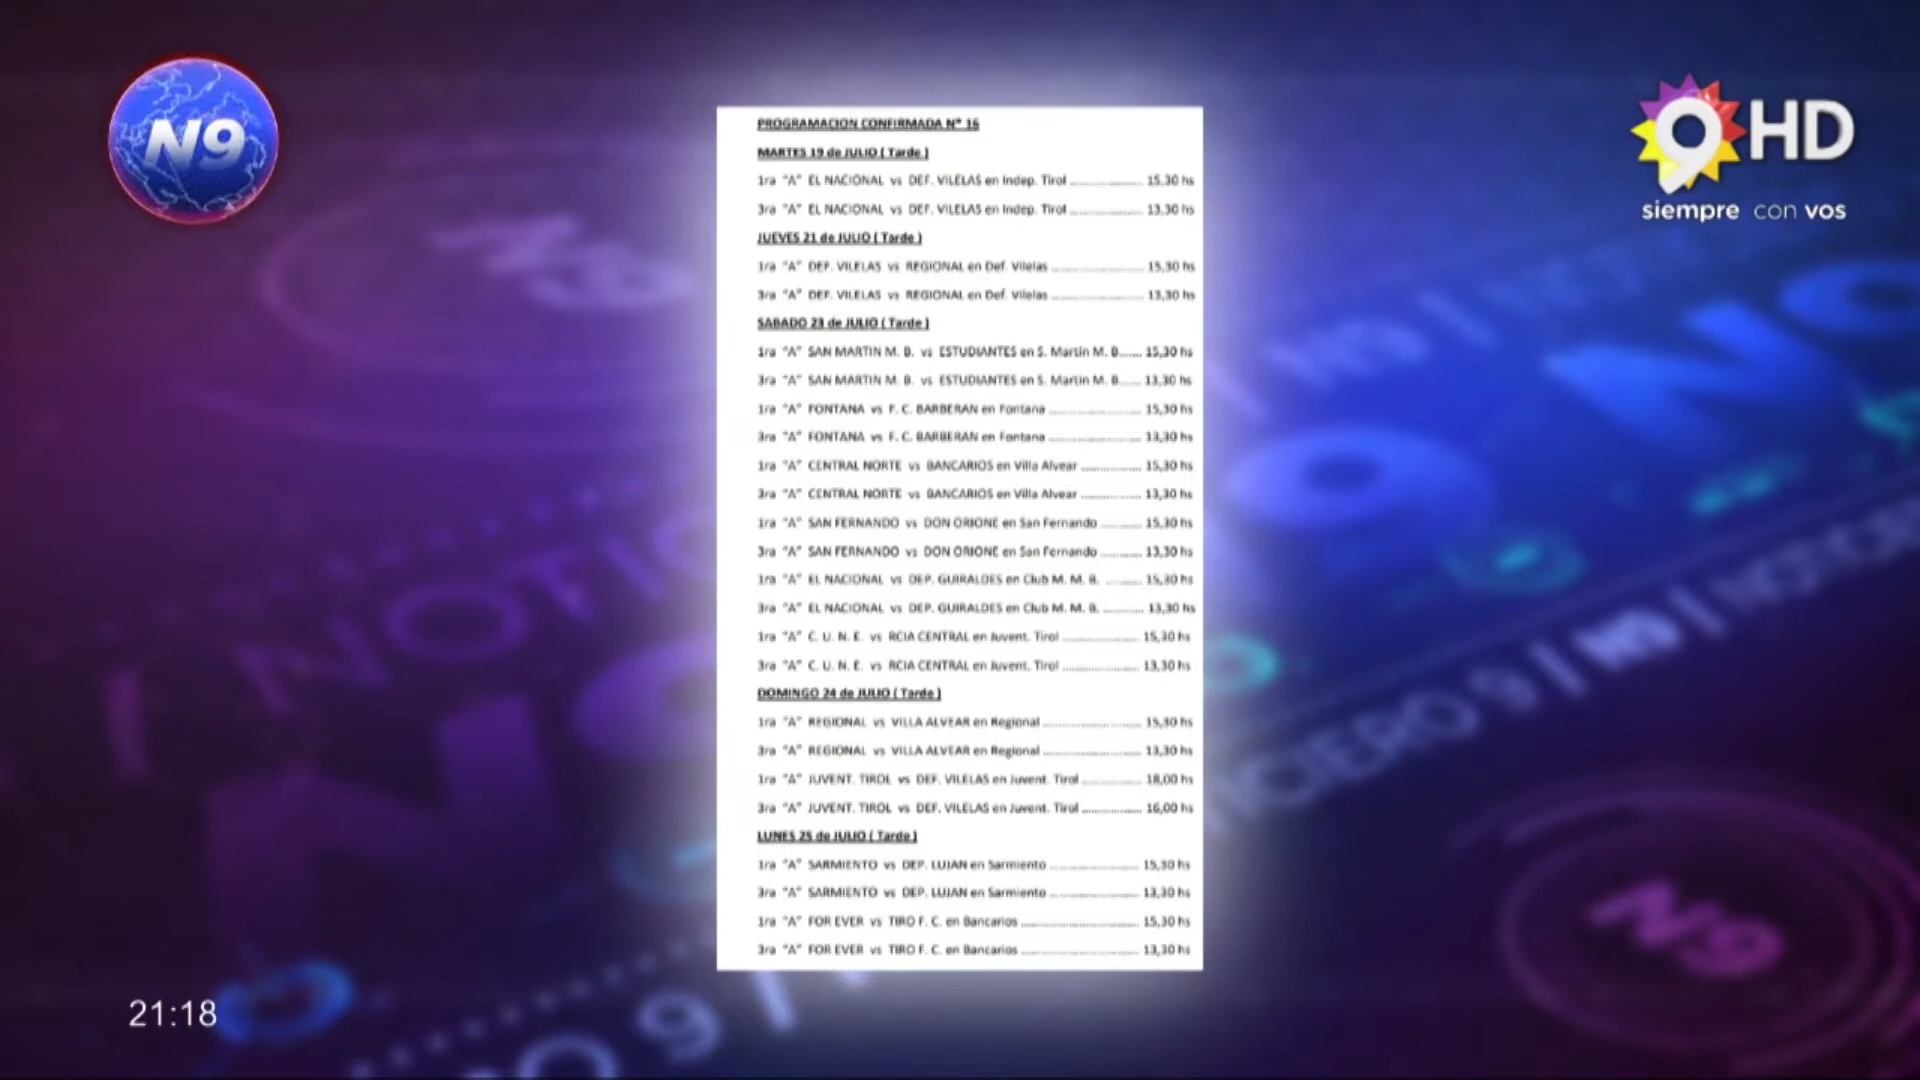 N9
9 HD
siempre con vos
PROGRAMACION CONFIRMADA N° 16
MARTES 19 de JULIO ( Tarde )
1ra "A" EL NACIONAL vs DEF. VILELAS en Indep. Tirol ........................ 15,30 hs
3ra "A" EL NACIONAL vs DEF. VILELAS en Indep. Tirol ........................ 13,30 hs
JUEVES 21 de JULIO ( Tarde )
1ra "A" DEF. VILELAS vs REGIONAL en Def. Vilelas ............................... 15,30 hs
3ra "A" DEF. VILELAS vs REGIONAL en Def. Vilelas ............................... 13,30 hs
SABADO 23 de JULIO ( Tarde )
1ra "A" SAN MARTIN M. B. vs ESTUDIANTES en S. Martin M. B....... 15,30 hs
3ra "A" SAN MARTIN M. B. vs ESTUDIANTES en S. Martin M. B....... 13,30 hs
1ra "A" FONTANA vs F. C. BARBERAN en Fontana ............................... 15,30 hs
3ra "A" FONTANA vs F. C. BARBERAN en Fontana ............................... 13,30 hs
1ra "A" CENTRAL NORTE vs BANCARIOS en Villa Alvear .................... 15,30 hs
3ra "A" CENTRAL NORTE vs BANCARIOS en Villa Alvear .................... 13,30 hs
1ra "A" SAN FERNANDO vs DON ORIONE en San Fernando ............. 15,30 hs
3ra "A" SAN FERNANDO vs DON ORIONE en San Fernando ............. 13,30 hs
1ra "A" EL NACIONAL vs DEP. GUIRALDES en Club M. M. B. ............ 15,30 hs
3ra "A" EL NACIONAL vs DEP. GUIRALDES en Club M. M. B. ............. 13,30 hs
1ra "A" C. U. N. E. vs RCIA CENTRAL en Juvent. Tirol ......................... 15,30 hs
3ra "A" C. U. N. E. vs RCIA CENTRAL en Juvent. Tirol ......................... 13,30 hs
DOMINGO 24 de JULIO ( Tarde )
1ra "A" REGIONAL vs VILLA ALVEAR en Regional ................................. 15,30 hs
3ra "A" REGIONAL vs VILLA ALVEAR en Regional ................................. 13,30 hs
1ra "A" JUVENT. TIROL vs DEF. VILELAS en Juvent. Tirol .................... 18,00 hs
3ra "A" JUVENT. TIROL vs DEF. VILELAS en Juvent. Tirol .................... 16,00 hs
LUNES 25 de JULIO ( Tarde )
1ra "A" SARMIENTO vs DEP. LUJAN en Sarmiento .............................. 15,30 hs
3ra "A" SARMIENTO vs DEP. LUJAN en Sarmiento .............................. 13,30 hs
1ra "A" FOR EVER vs TIRO F. C. en Bancarios ....................................... 15,30 hs
3ra "A" FOR EVER vs TIRO F. C. en Bancarios ....................................... 13,30 hs
21:18